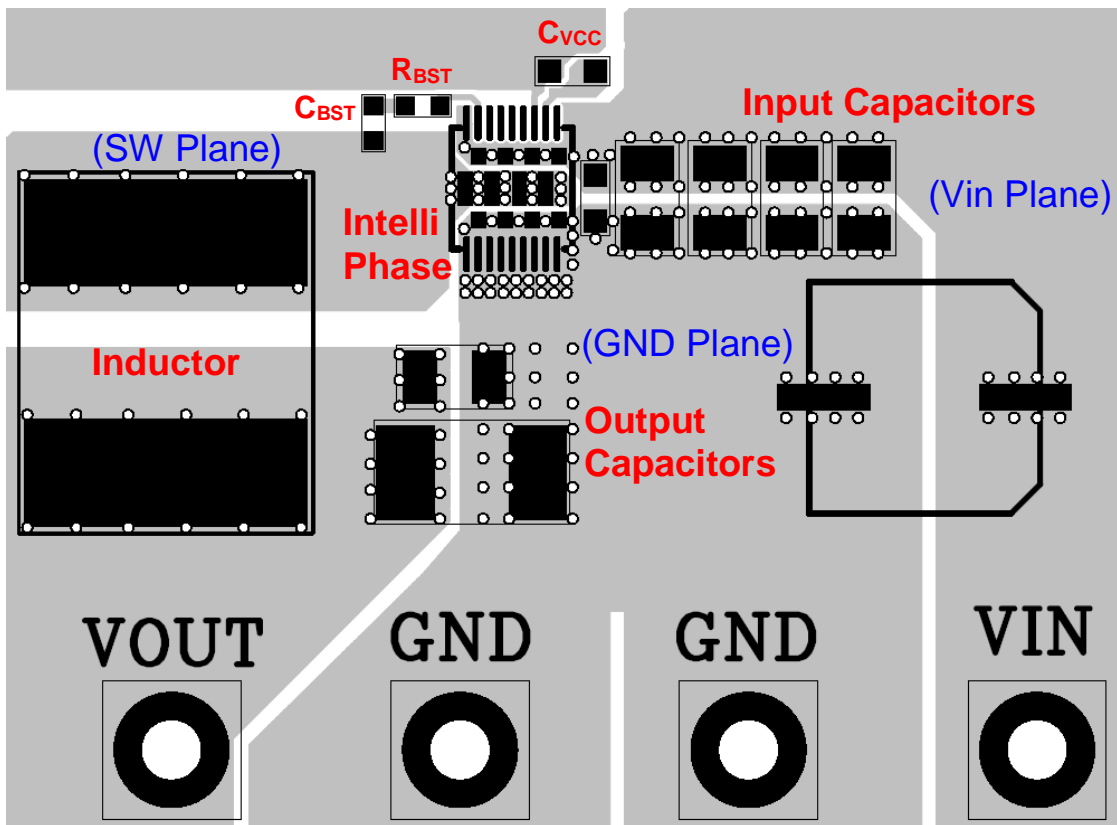 CVCC
RBST
CBST
Input Capacitors
(SW Plane)
(Vin Plane)
Intelli
Phase
(GND Plane)
Inductor
Output
Capacitors
VOUT GND GND VIN